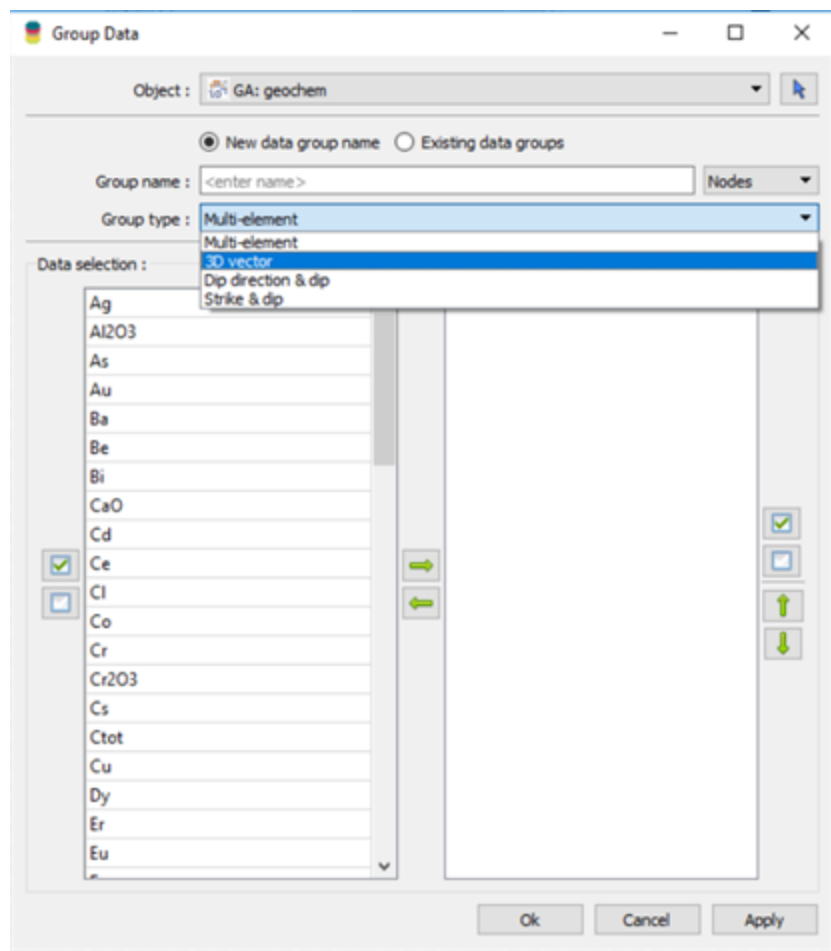 Group Data
Object : GA: geochem
New data group name Existing data groups
Group name : <enter name> Nodes
Group type : Multi-element
Multi-element
3D vector
Dip direction & dip
Strike & dip
Data selection :
Ag
Al2O3
As
Au
Ba
Be
Bi
CaO
Cd
Ce
Cl
Co
Cr
Cr2O3
Cs
Ctot
Cu
Dy
Er
Eu
Ok Cancel Apply